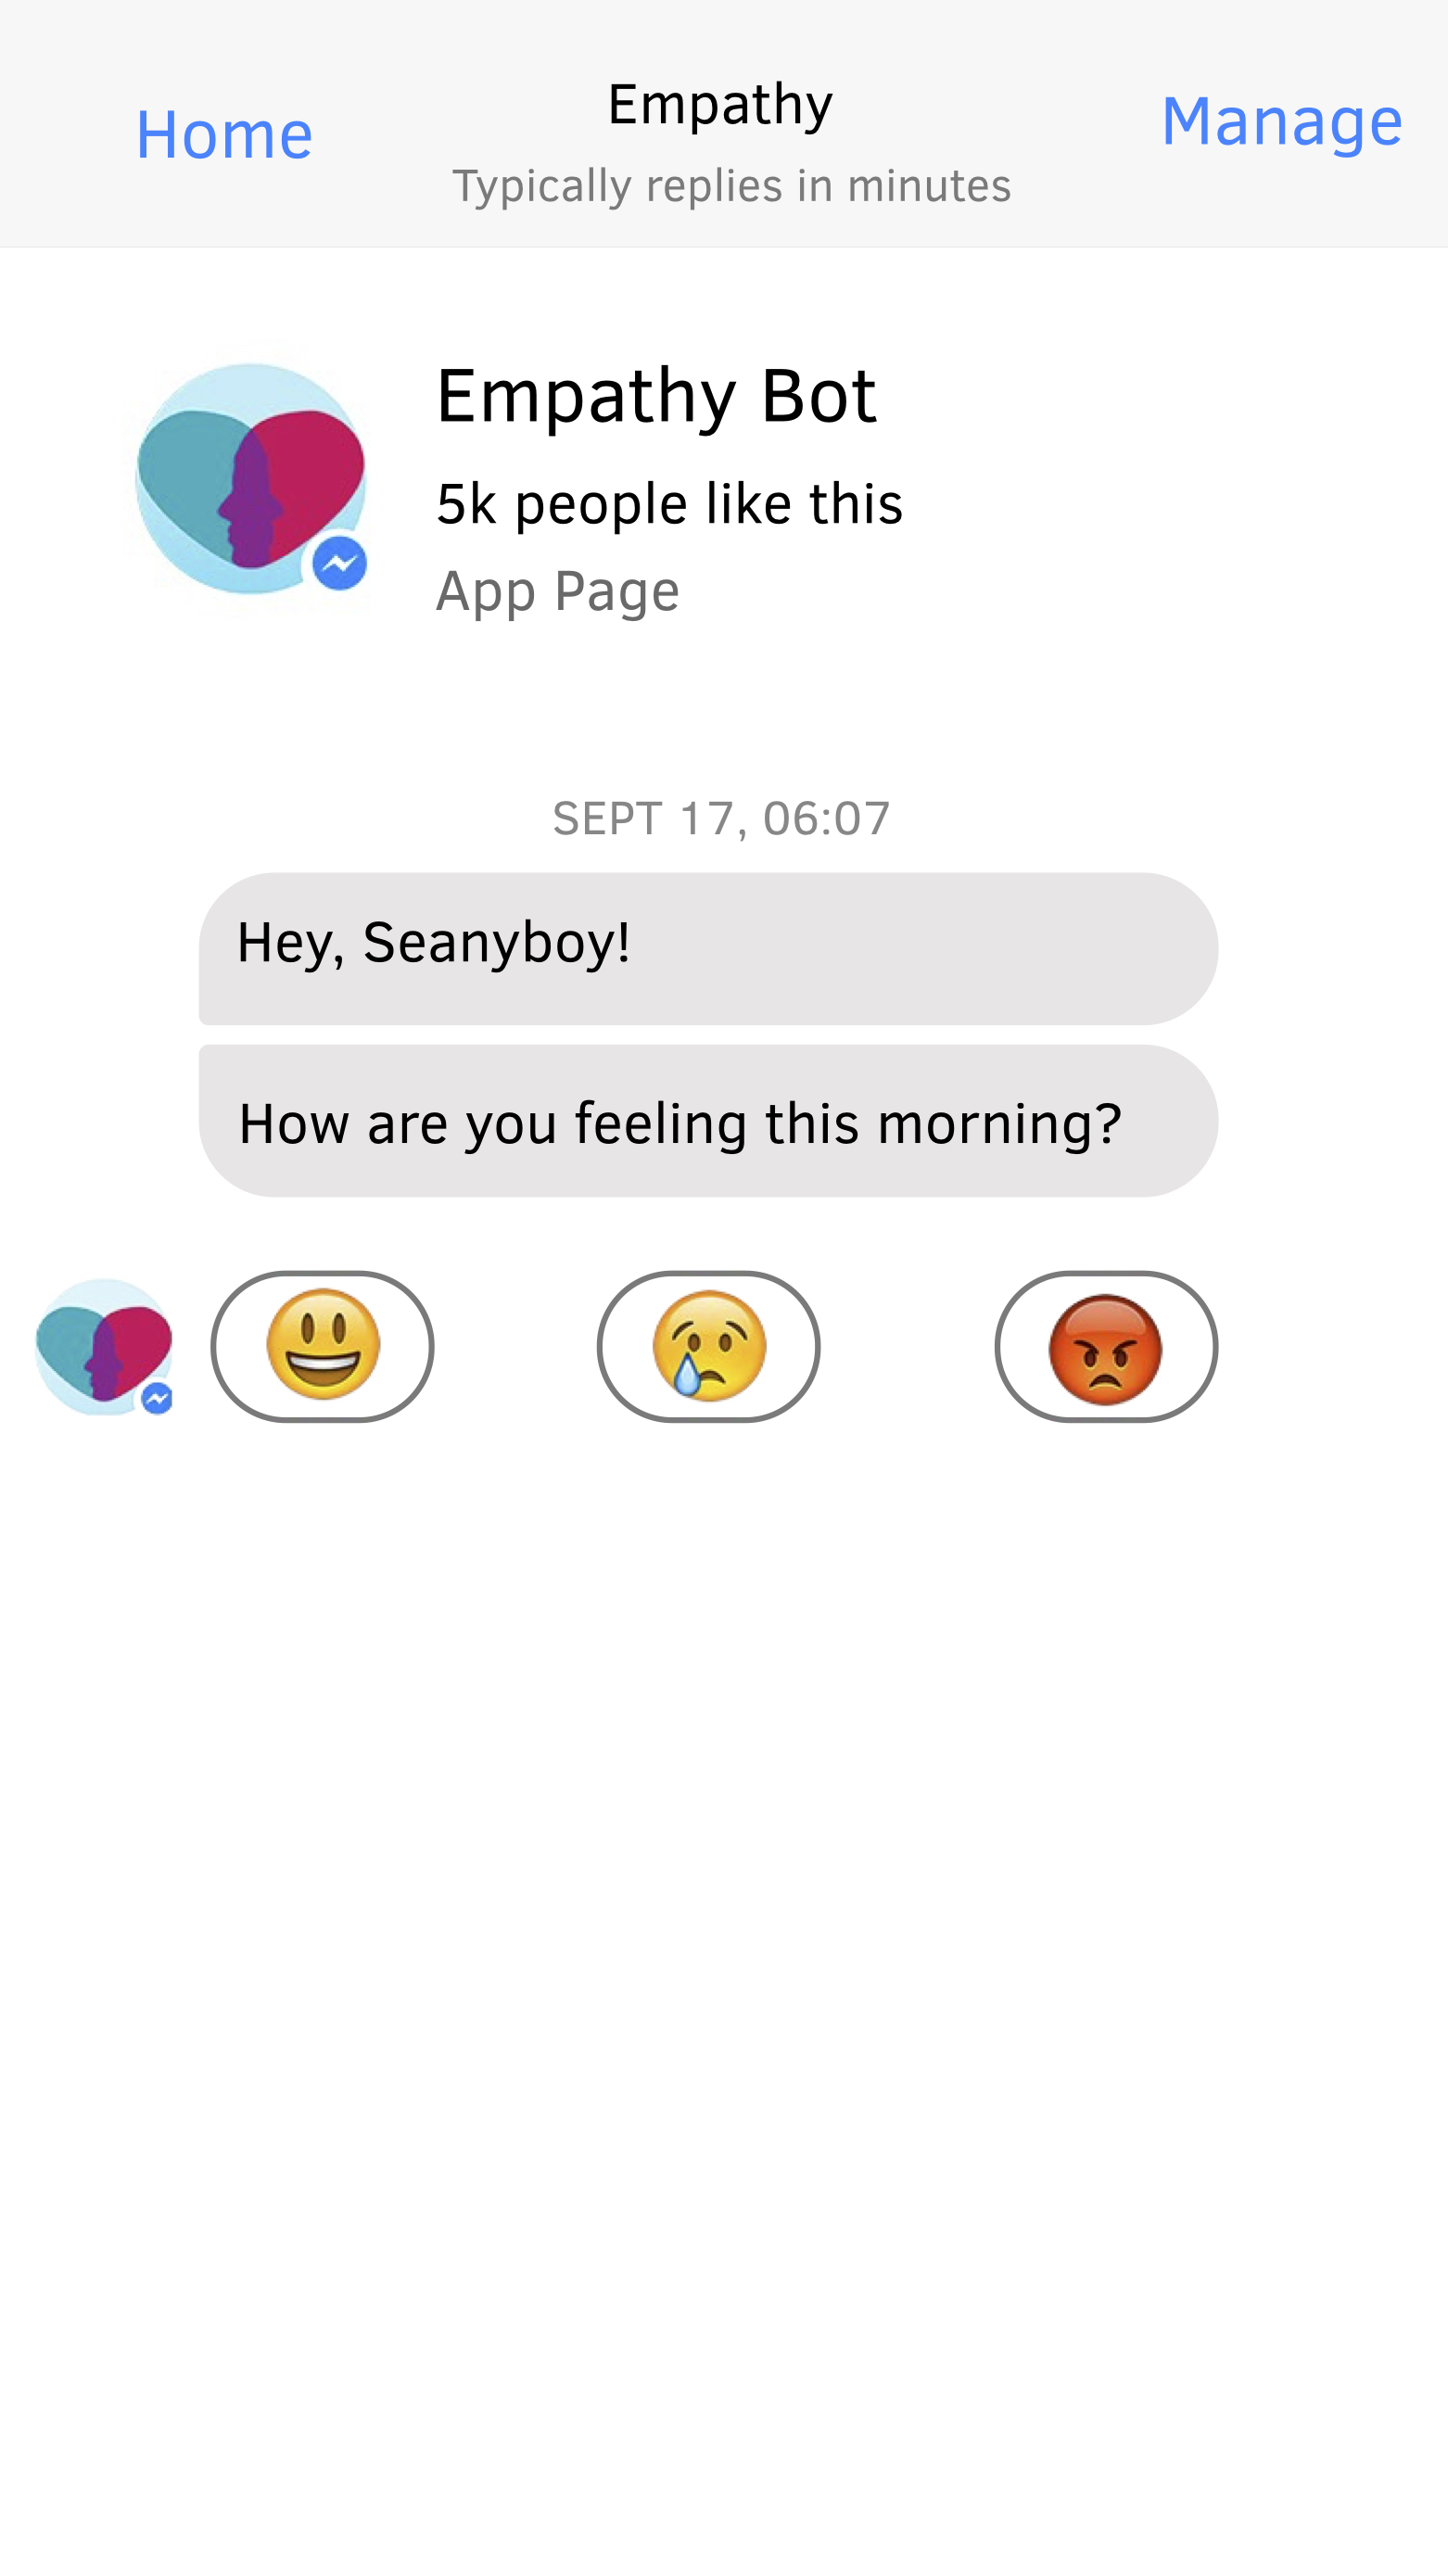 Home
Empathy
Manage
Typically replies in minutes
Empathy Bot
5k people like this
App Page
SEPT 17, 06:07
Hey, Seanyboy!
How are you feeling this morning?